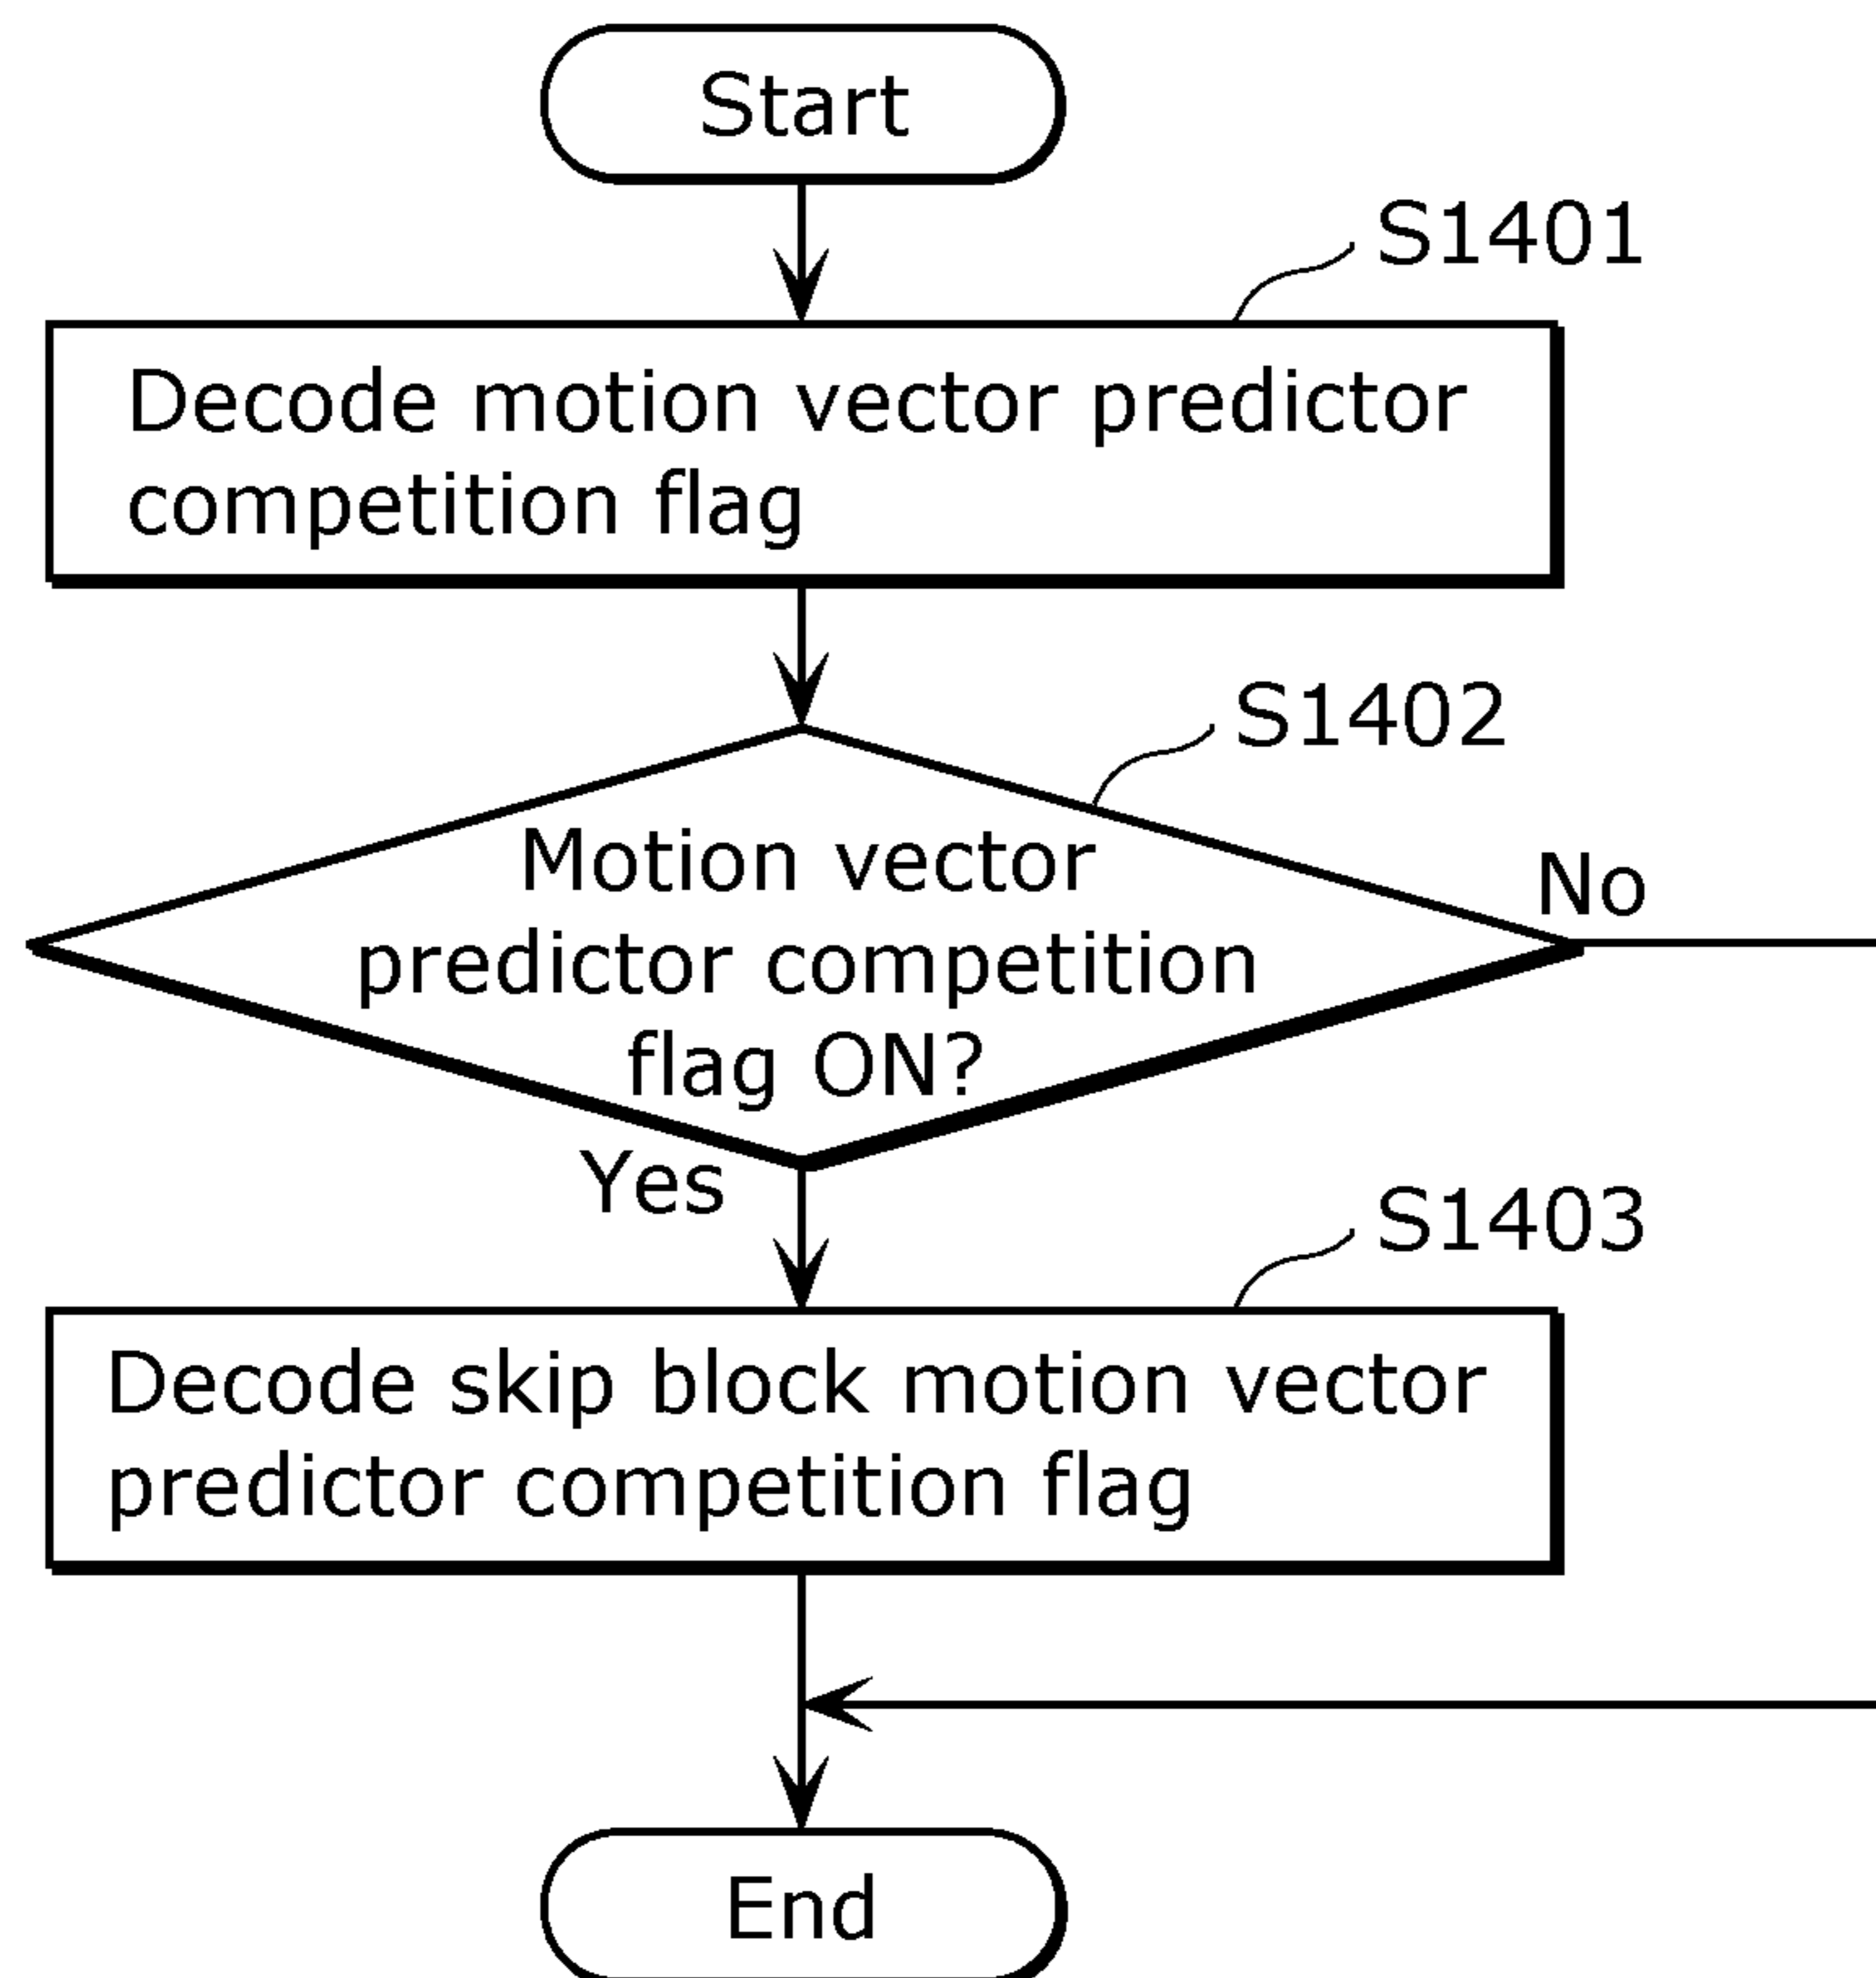 Start
S1401
Decode motion vector predictor
competition flag
S1402
Motion vector
predictor competition
flag ON?
No
Yes
S1403
Decode skip block motion vector
predictor competition flag
End